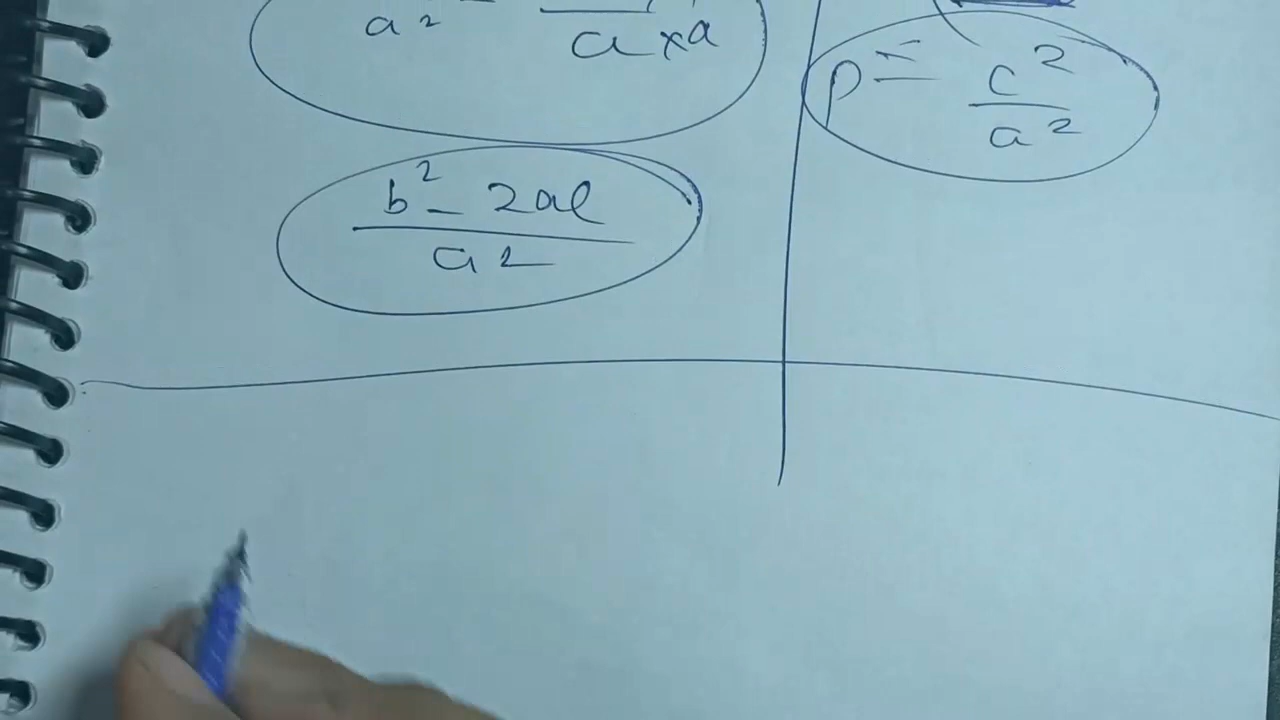 a² – / a × a
b² – 2ac / a²
P = c² / a²